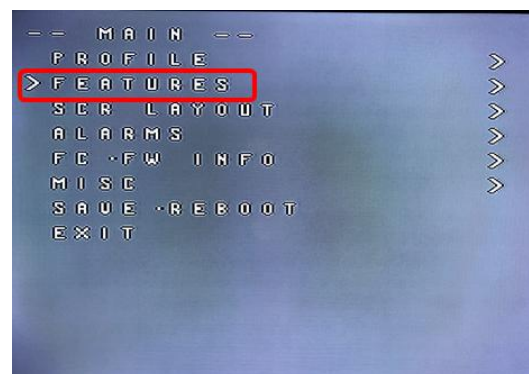 -- MAIN --
PROFILE >
> FEATURES >
SCR LAYOUT >
ALARMS >
FC-FW INFO >
MISC >
SAVE-REBOOT
EXIT